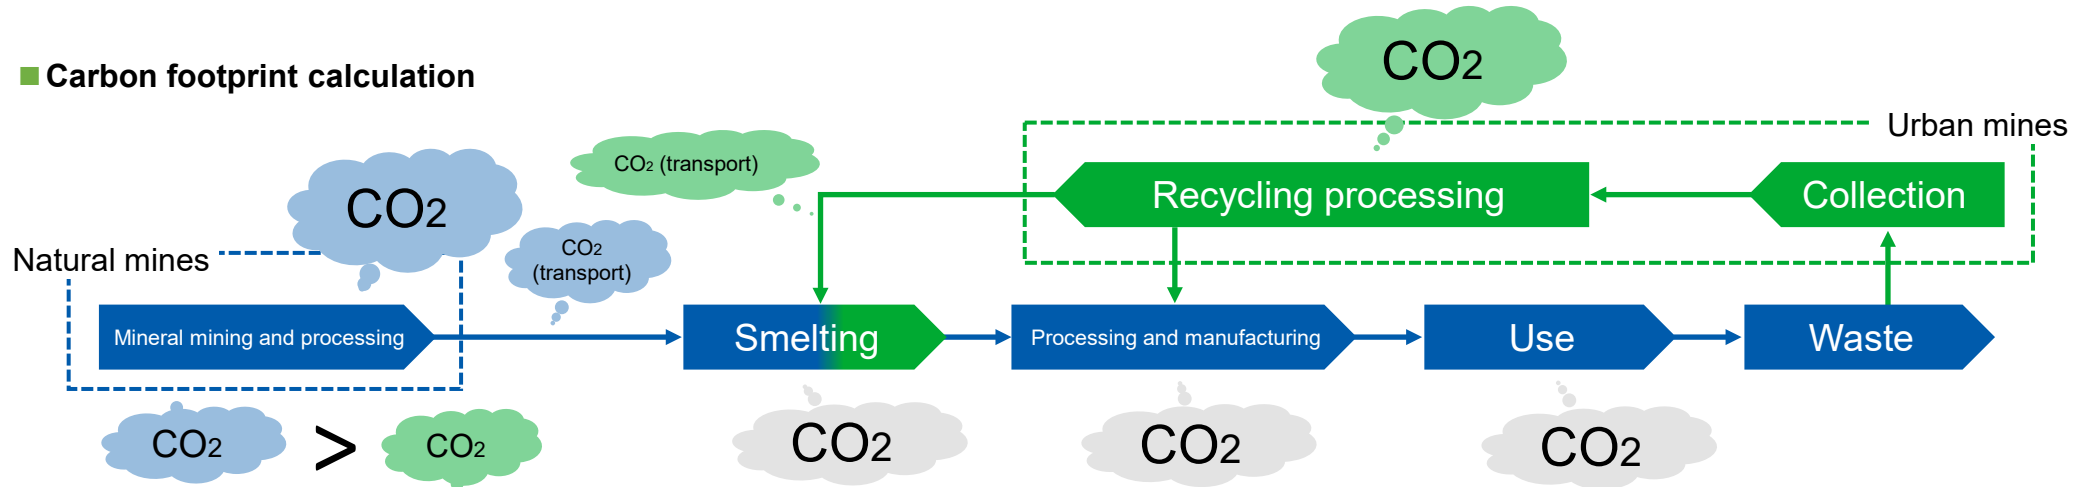 Carbon footprint calculation
CO2
Urban mines
CO2 (transport)
Recycling processing
Collection
CO2
CO2
(transport)
Natural mines
Mineral mining and processing
Smelting
Processing and manufacturing
Use
Waste
CO2
>
CO2
CO2
CO2
CO2